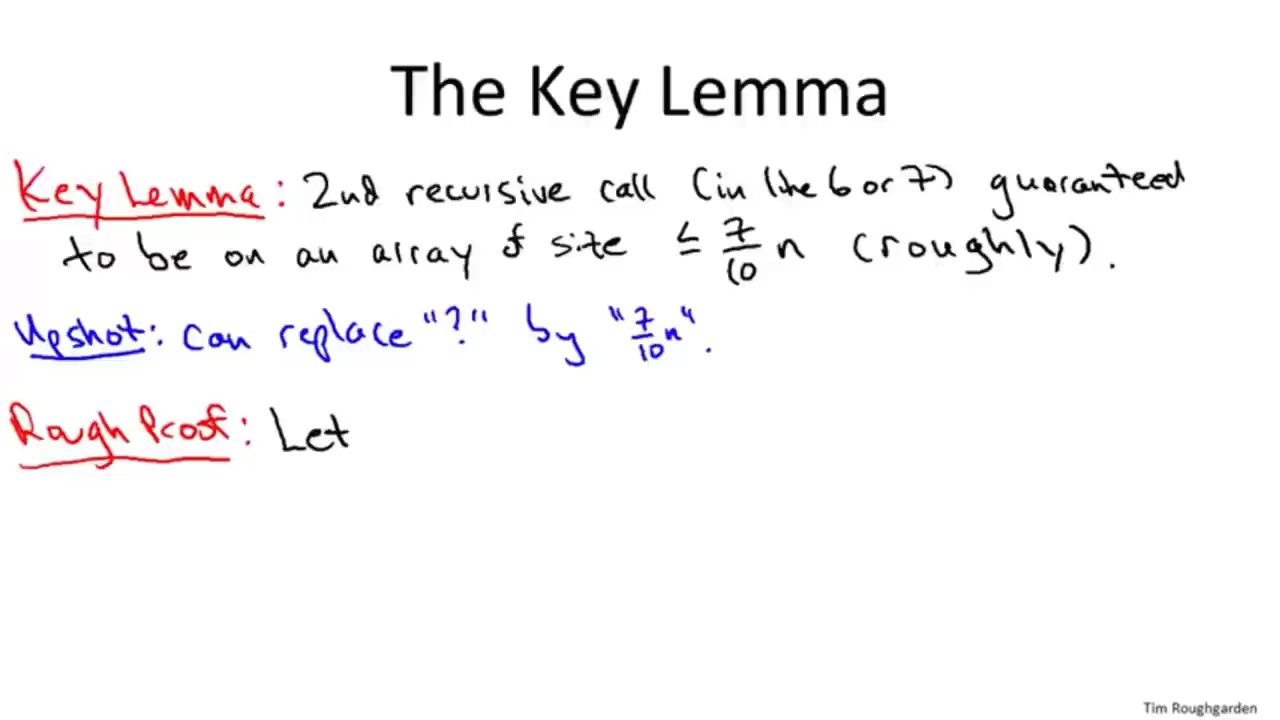 The Key Lemma
Key Lemma: 2nd recursive call (in line 6 or 7) guaranteed
to be on an array of size ≤ 7/10 n (roughly).
Upshot: can replace "?" by "7/10 n".
Rough Proof: Let
Tim Roughgarden